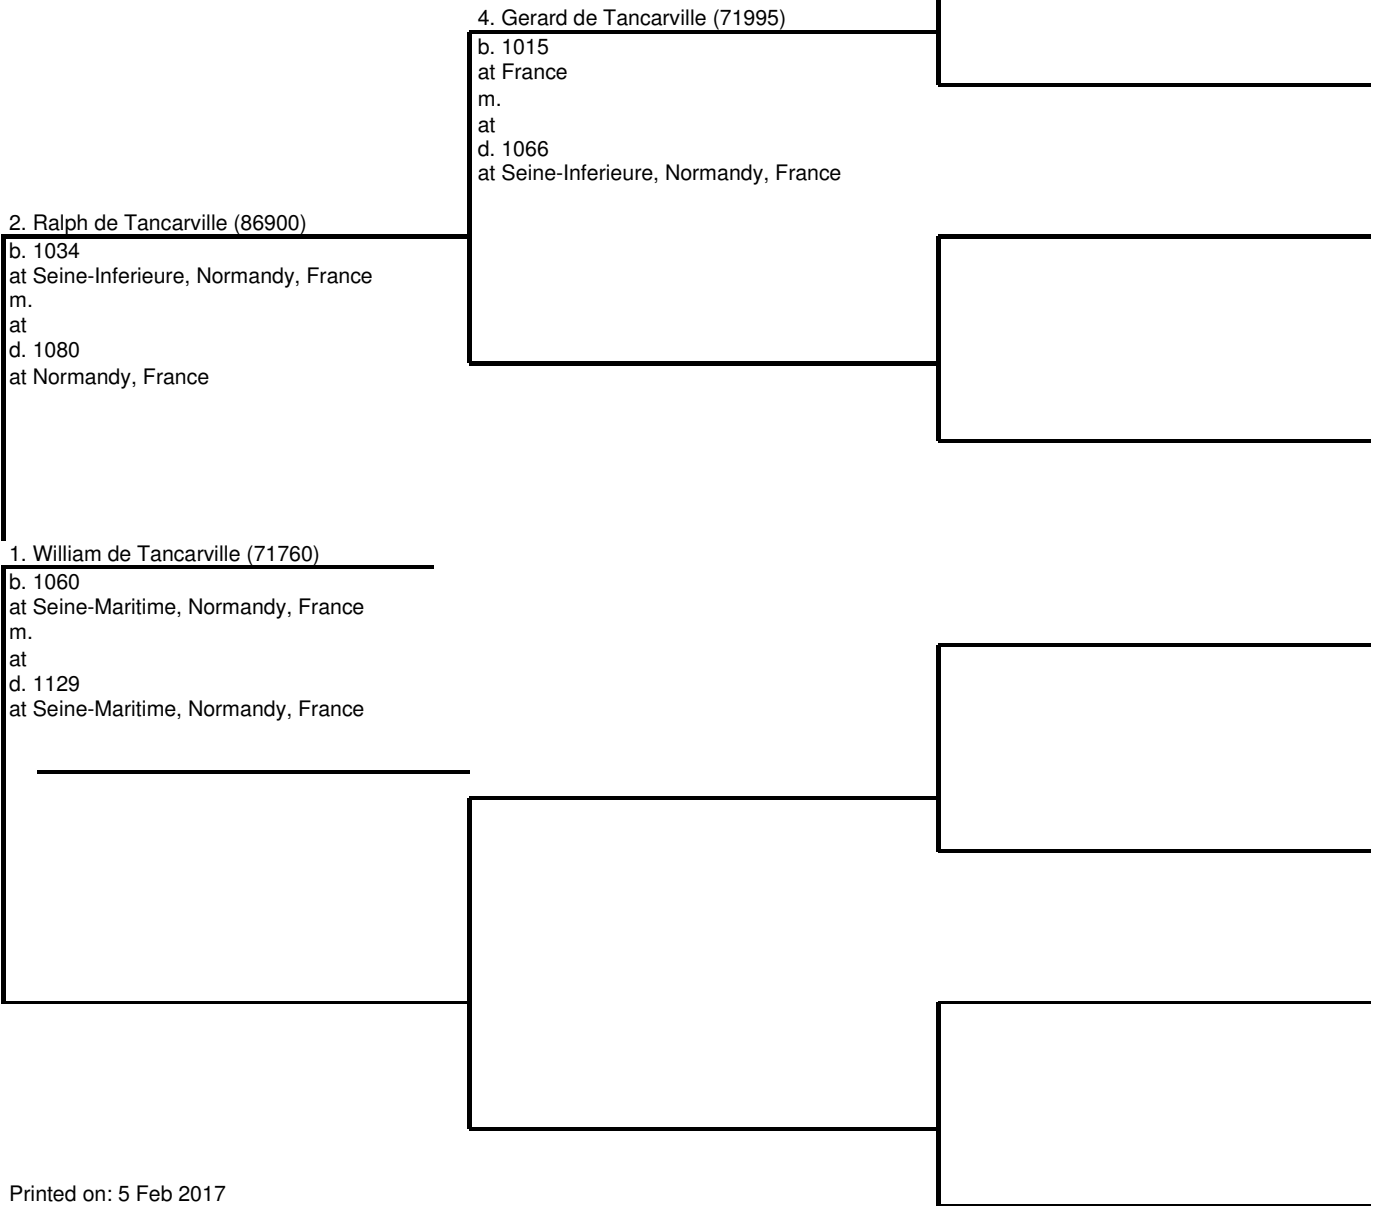 4. Gerard de Tancarville (71995)
b. 1015
at France
m.
at
d. 1066
at Seine-Inferieure, Normandy, France
2. Ralph de Tancarville (86900)
b. 1034
at Seine-Inferieure, Normandy, France
m.
at
d. 1080
at Normandy, France
1. William de Tancarville (71760)
b. 1060
at Seine-Maritime, Normandy, France
m.
at
d. 1129
at Seine-Maritime, Normandy, France
Printed on: 5 Feb 2017